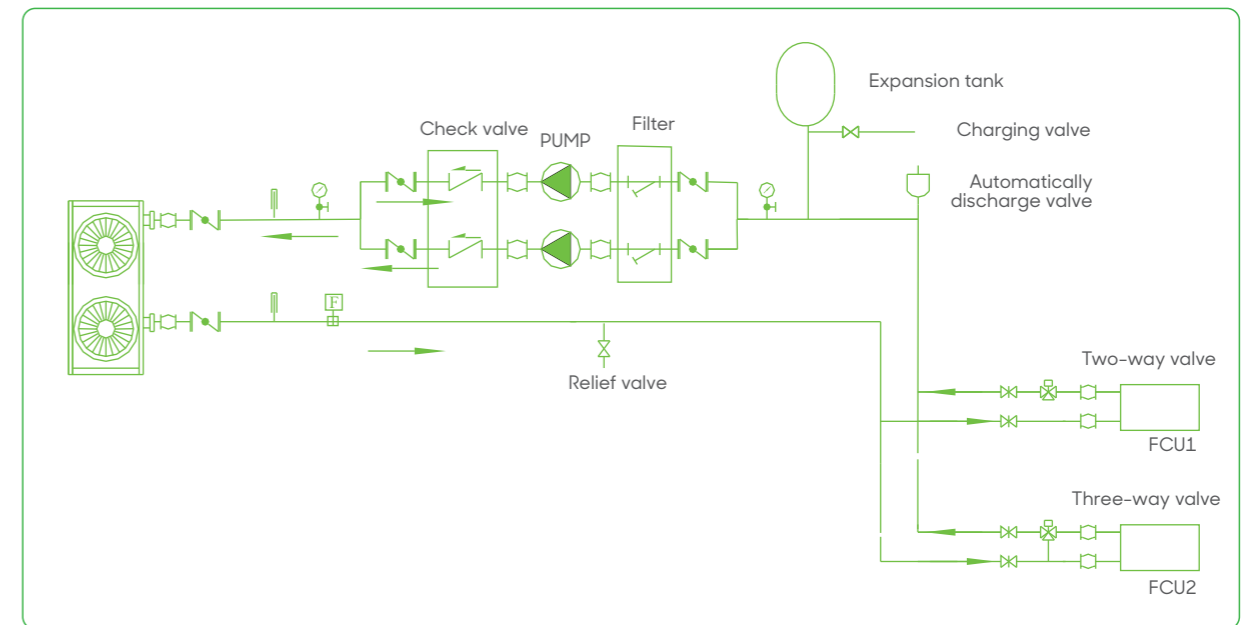 Expansion tank
Check valve
PUMP
Filter
Charging valve
Automatically
discharge valve
F
Relief valve
Two-way valve
FCU1
Three-way valve
FCU2